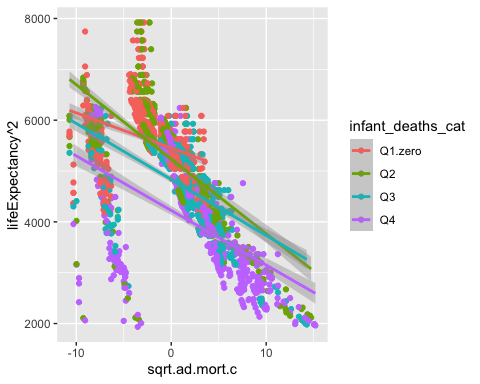 8000
6000
4000
2000
lifeExpectancy^2
-10
0
10
sqrt.ad.mort.c
infant_deaths_cat
Q1.zero
Q2
Q3
Q4